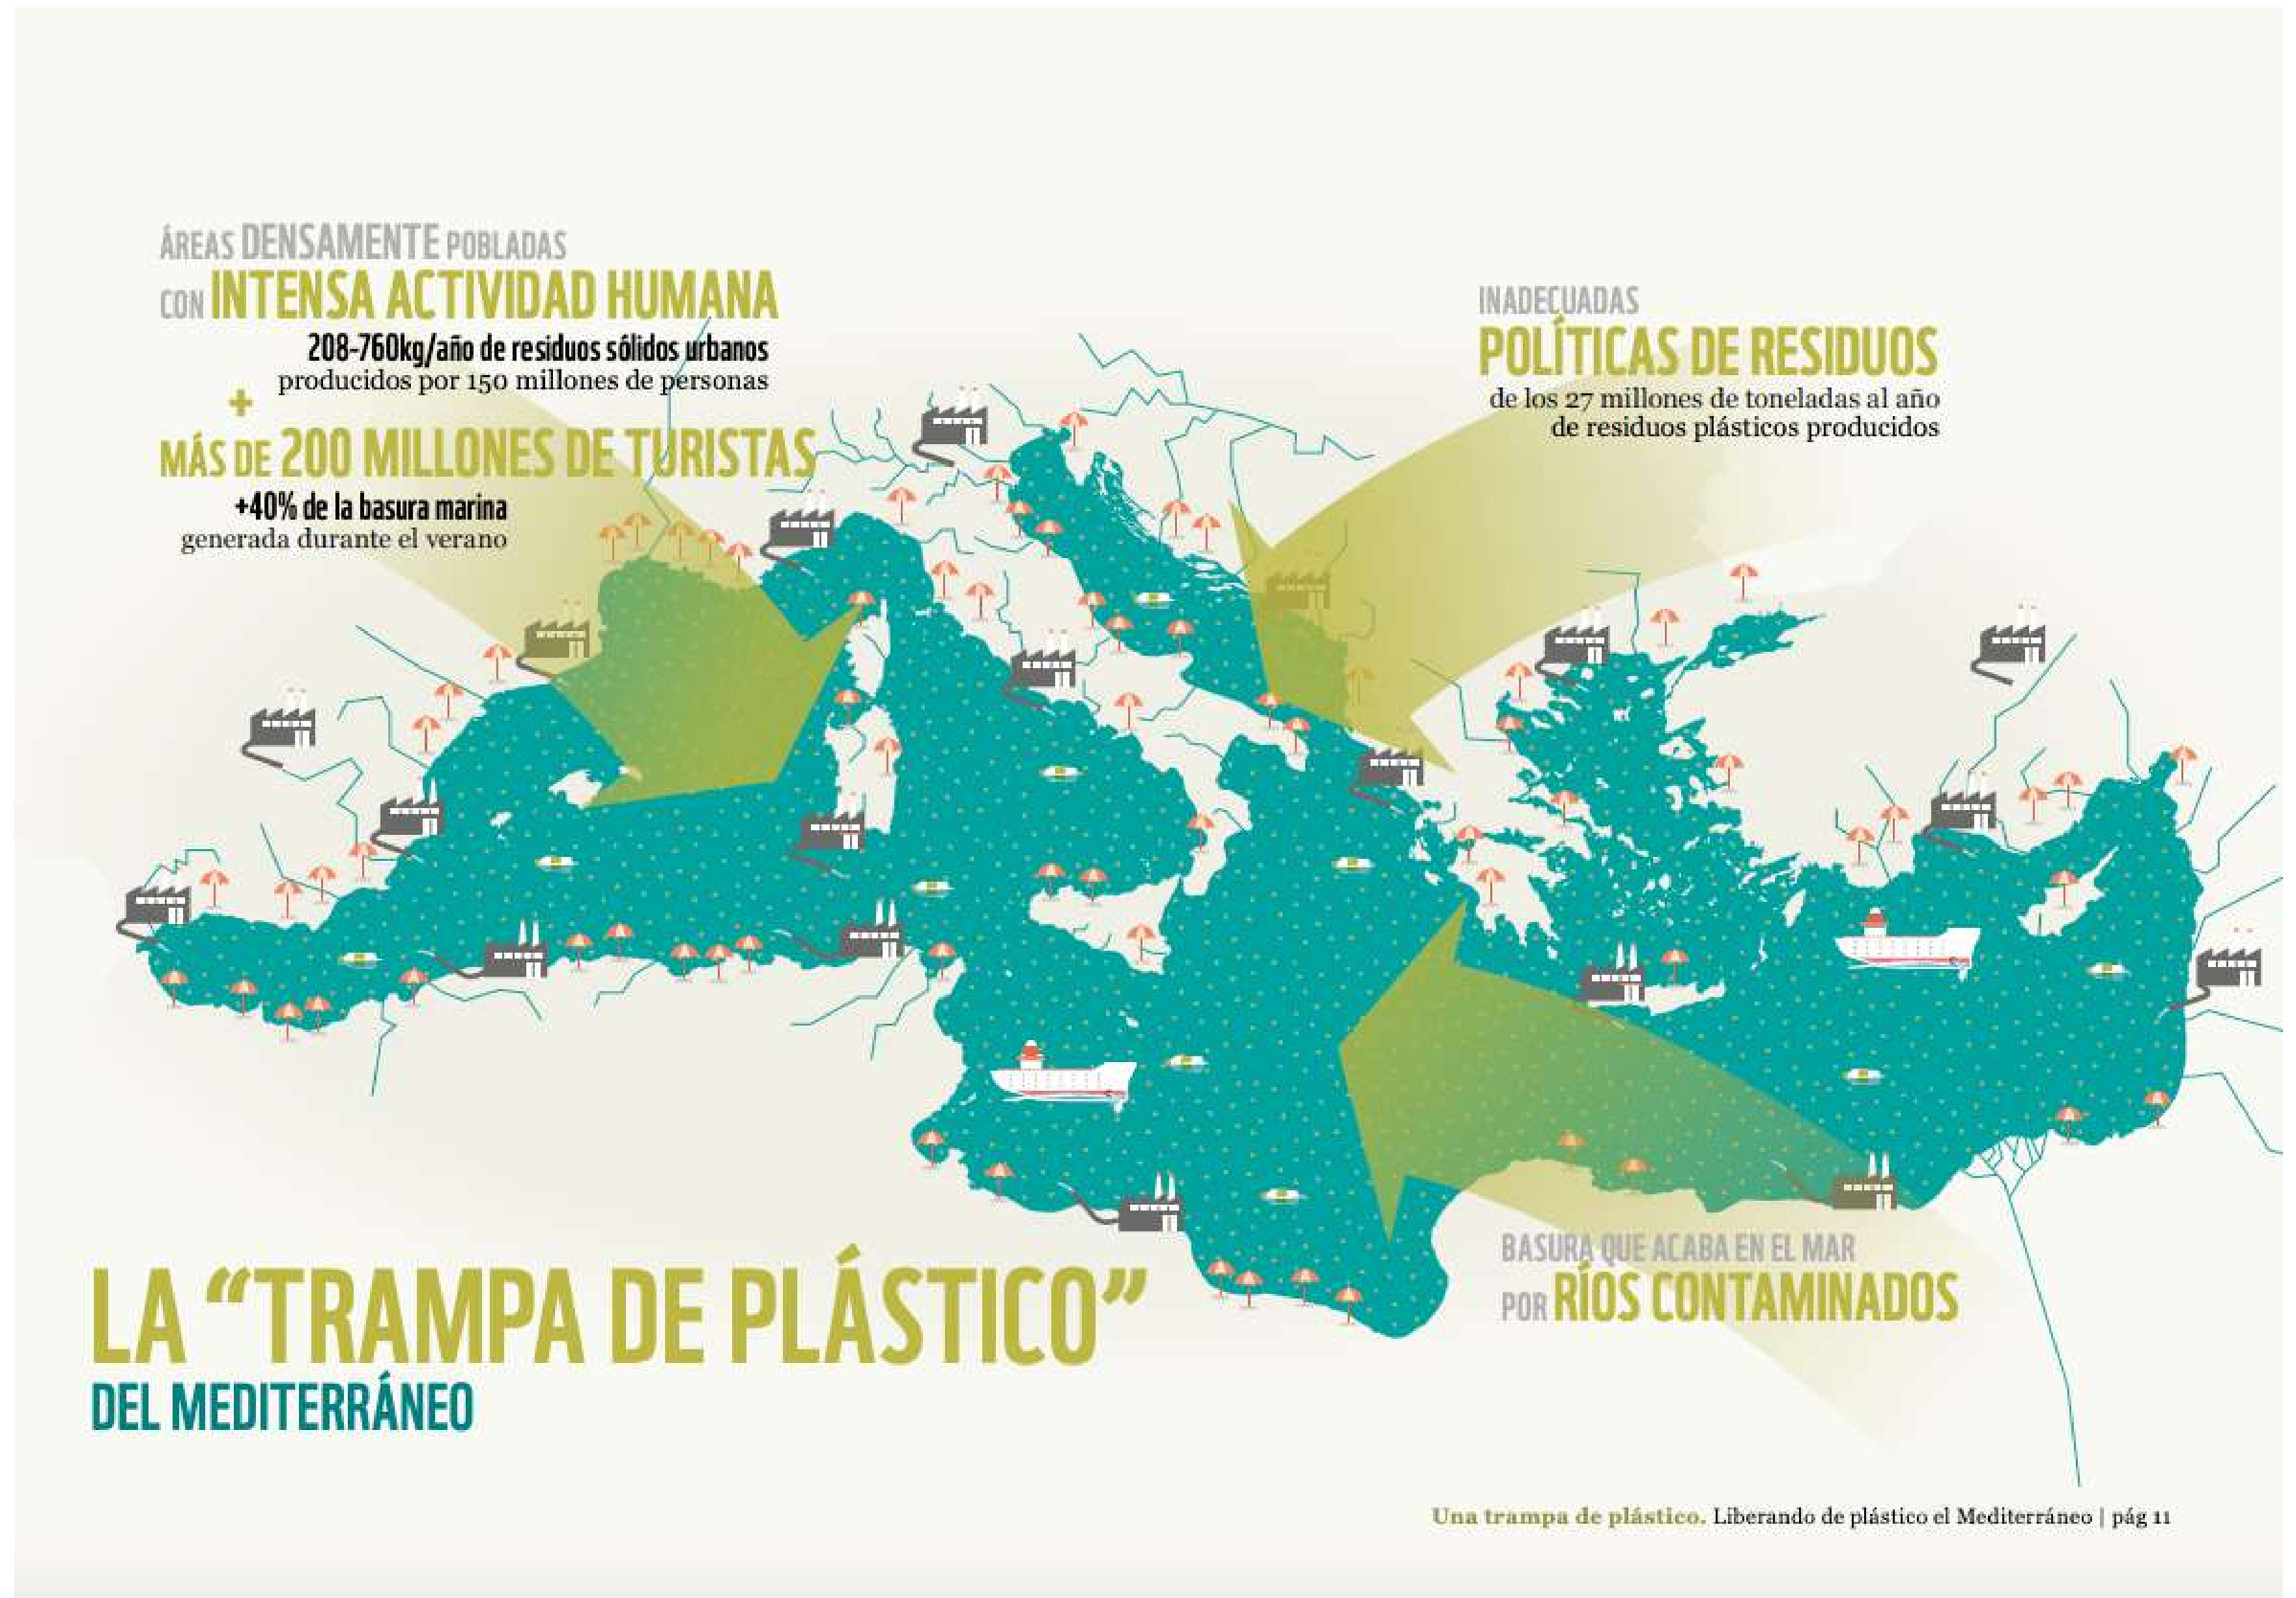 ÁREAS DENSAMENTE POBLADAS
CON INTENSA ACTIVIDAD HUMANA
208-760kg/año de residuos sólidos urbanos
producidos por 150 millones de personas
+
MÁS DE 200 MILLONES DE TURISTAS
+40% de la basura marina
generada durante el verano
INADECUADAS
POLÍTICAS DE RESIDUOS
de los 27 millones de toneladas al año
de residuos plásticos producidos
BASURA QUE ACABA EN EL MAR
POR RÍOS CONTAMINADOS
LA “TRAMPA DE PLÁSTICO”
DEL MEDITERRÁNEO
Una trampa de plástico. Liberando de plástico el Mediterráneo | pág 11